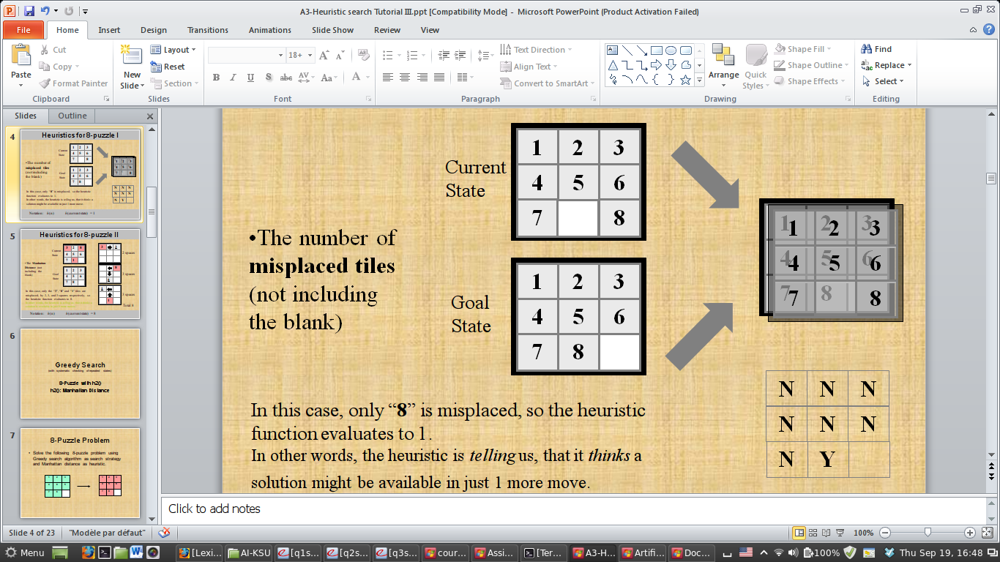 A3-Heuristic search Tutorial III.ppt [Compatibility Mode] - Microsoft PowerPoint (Product Activation Failed)
File Home Insert Design Transitions Animations Slide Show Review View
Paste
Cut
Copy
Format Painter
Clipboard
New Slide
Layout
Reset
Section
Slides
18+
Font
Text Direction
Align Text
Convert to SmartArt
Paragraph
Arrange
Quick Styles
Shape Fill
Shape Outline
Shape Effects
Drawing
Find
Replace
Select
Editing
Slides Outline
4
Heuristics for 8-puzzle I
5
Heuristics for 8-puzzle II
6
Greedy Search
(with systematic checking of repeated states)
8-Puzzle with h2()
h2(): Manhattan Distance
7
8-Puzzle Problem
• Solve the following 8-puzzle problem using
Greedy search algorithm as search strategy
and Manhattan distance as heuristic.
Current
State
1 2 3
4 5 6
7 8
•The number of
misplaced tiles
(not including
the blank)
Goal
State
1 2 3
4 5 6
7 8
1 1 2 2 3 3
4 4 5 5 6 6
7 7 8 8
N N N
N N N
N Y
In this case, only “8” is misplaced, so the heuristic
function evaluates to 1.
In other words, the heuristic is telling us, that it thinks a
solution might be available in just 1 more move.
Click to add notes
Slide 4 of 23 "Modèle par défaut" 100%
Menu [Lexi... AI-KSU [q1s... [q2s... [q3s... cour... Assi... [Ter... A3-H... Artifi... Doc... 100% Thu Sep 19, 16:48